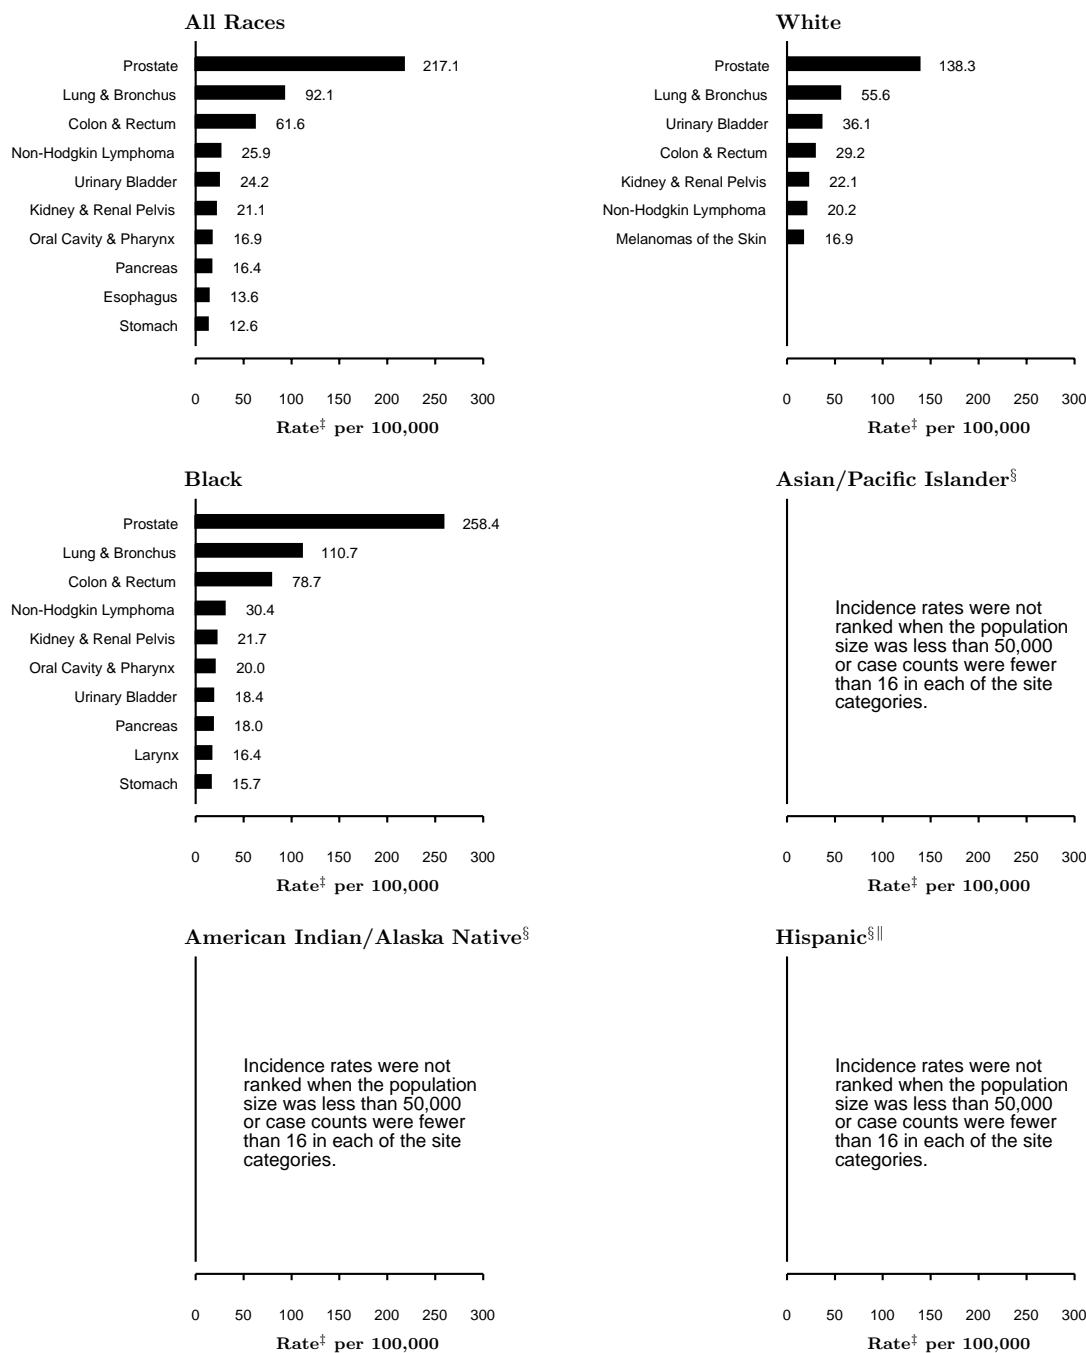 All Races
Prostate 217.1
Lung & Bronchus 92.1
Colon & Rectum 61.6
Non-Hodgkin Lymphoma 25.9
Urinary Bladder 24.2
Kidney & Renal Pelvis 21.1
Oral Cavity & Pharynx 16.9
Pancreas 16.4
Esophagus 13.6
Stomach 12.6
0 50 100 150 200 250 300
Rate‡ per 100,000
White
Prostate 138.3
Lung & Bronchus 55.6
Urinary Bladder 36.1
Colon & Rectum 29.2
Kidney & Renal Pelvis 22.1
Non-Hodgkin Lymphoma 20.2
Melanomas of the Skin 16.9
0 50 100 150 200 250 300
Rate‡ per 100,000
Black
Prostate 258.4
Lung & Bronchus 110.7
Colon & Rectum 78.7
Non-Hodgkin Lymphoma 30.4
Kidney & Renal Pelvis 21.7
Oral Cavity & Pharynx 20.0
Urinary Bladder 18.4
Pancreas 18.0
Larynx 16.4
Stomach 15.7
0 50 100 150 200 250 300
Rate‡ per 100,000
Asian/Pacific Islander§
Incidence rates were not
ranked when the population
size was less than 50,000
or case counts were fewer
than 16 in each of the site
categories.
0 50 100 150 200 250 300
Rate‡ per 100,000
American Indian/Alaska Native§
Incidence rates were not
ranked when the population
size was less than 50,000
or case counts were fewer
than 16 in each of the site
categories.
0 50 100 150 200 250 300
Rate‡ per 100,000
Hispanic§‖
Incidence rates were not
ranked when the population
size was less than 50,000
or case counts were fewer
than 16 in each of the site
categories.
0 50 100 150 200 250 300
Rate‡ per 100,000